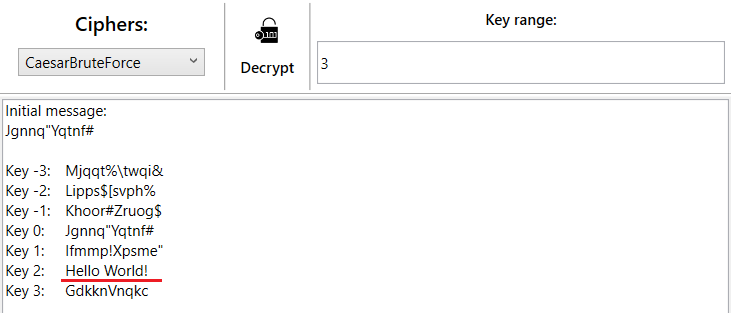 Ciphers:
CaesarBruteForce
Decrypt
Key range:
3
Initial message:
Jgnnq"Yqtnf#
Key -3: Mjqqt%\twqi&
Key -2: Lipps$[svph%
Key -1: Khoor#Zruog$
Key 0: Jgnnq"Yqtnf#
Key 1: Ifmmp!Xpsme"
Key 2: Hello World!
Key 3: GdkknVnqkc